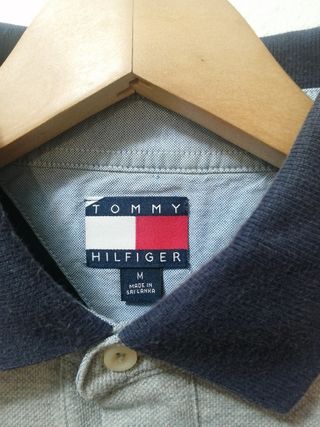 TOMMY
HILFIGER
M
MADE IN
SRI LANKA